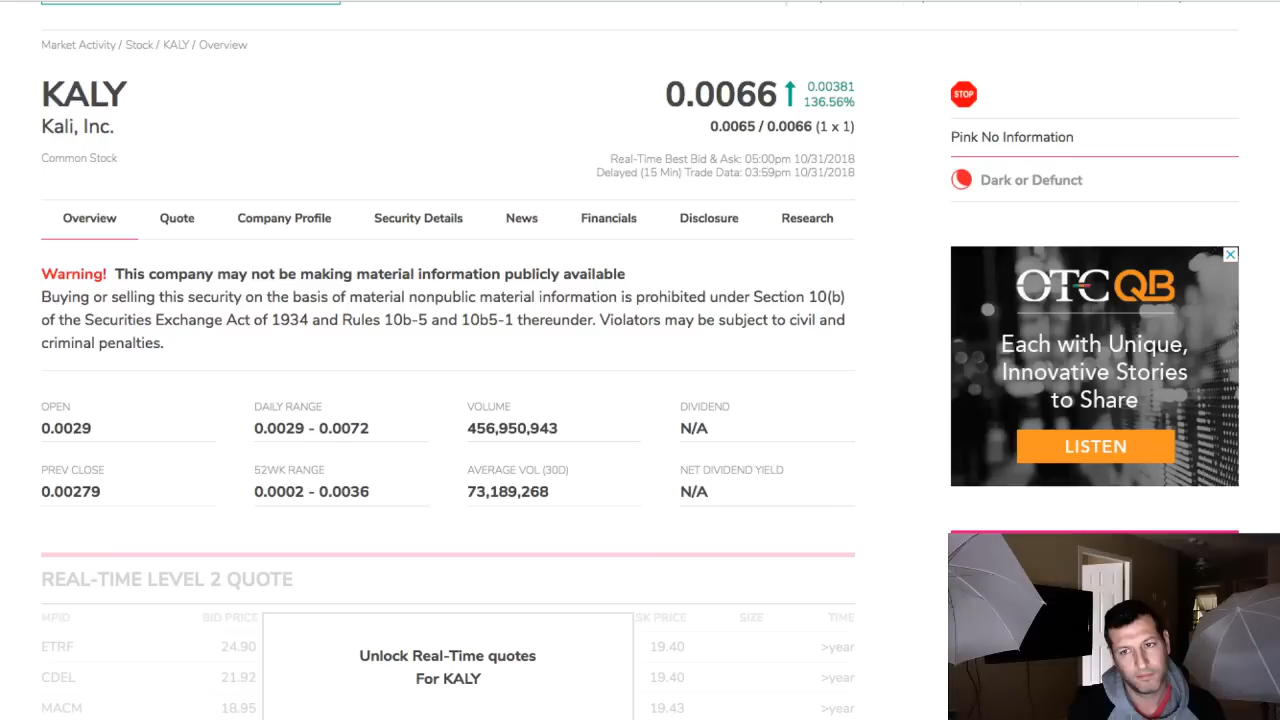 Market Activity / Stock / KALY / Overview
KALY
Kali, Inc.
Common Stock
0.0066
0.00381
136.56%
0.0065 / 0.0066 (1 x 1)
Real-Time Best Bid & Ask: 05:00pm 10/31/2018
Delayed (15 Min) Trade Data: 03:59pm 10/31/2018
STOP
Pink No Information
Dark or Defunct
Overview Quote Company Profile Security Details News Financials Disclosure Research
Warning! This company may not be making material information publicly available
Buying or selling this security on the basis of material nonpublic material information is prohibited under Section 10(b)
of the Securities Exchange Act of 1934 and Rules 10b-5 and 10b5-1 thereunder. Violators may be subject to civil and
criminal penalties.
OPEN DAILY RANGE VOLUME DIVIDEND
0.0029 0.0029 - 0.0072 456,950,943 N/A
PREV CLOSE 52WK RANGE AVERAGE VOL (30D) NET DIVIDEND YIELD
0.00279 0.0002 - 0.0036 73,189,268 N/A
OTCQB
Each with Unique,
Innovative Stories
to Share
LISTEN
REAL-TIME LEVEL 2 QUOTE
MPID BID PRICE SK PRICE SIZE TIME
ETRF 24.90 19.40 >year
CDEL 21.92 19.40 >year
MACM 18.95 19.43 >year
Unlock Real-Time quotes
For KALY